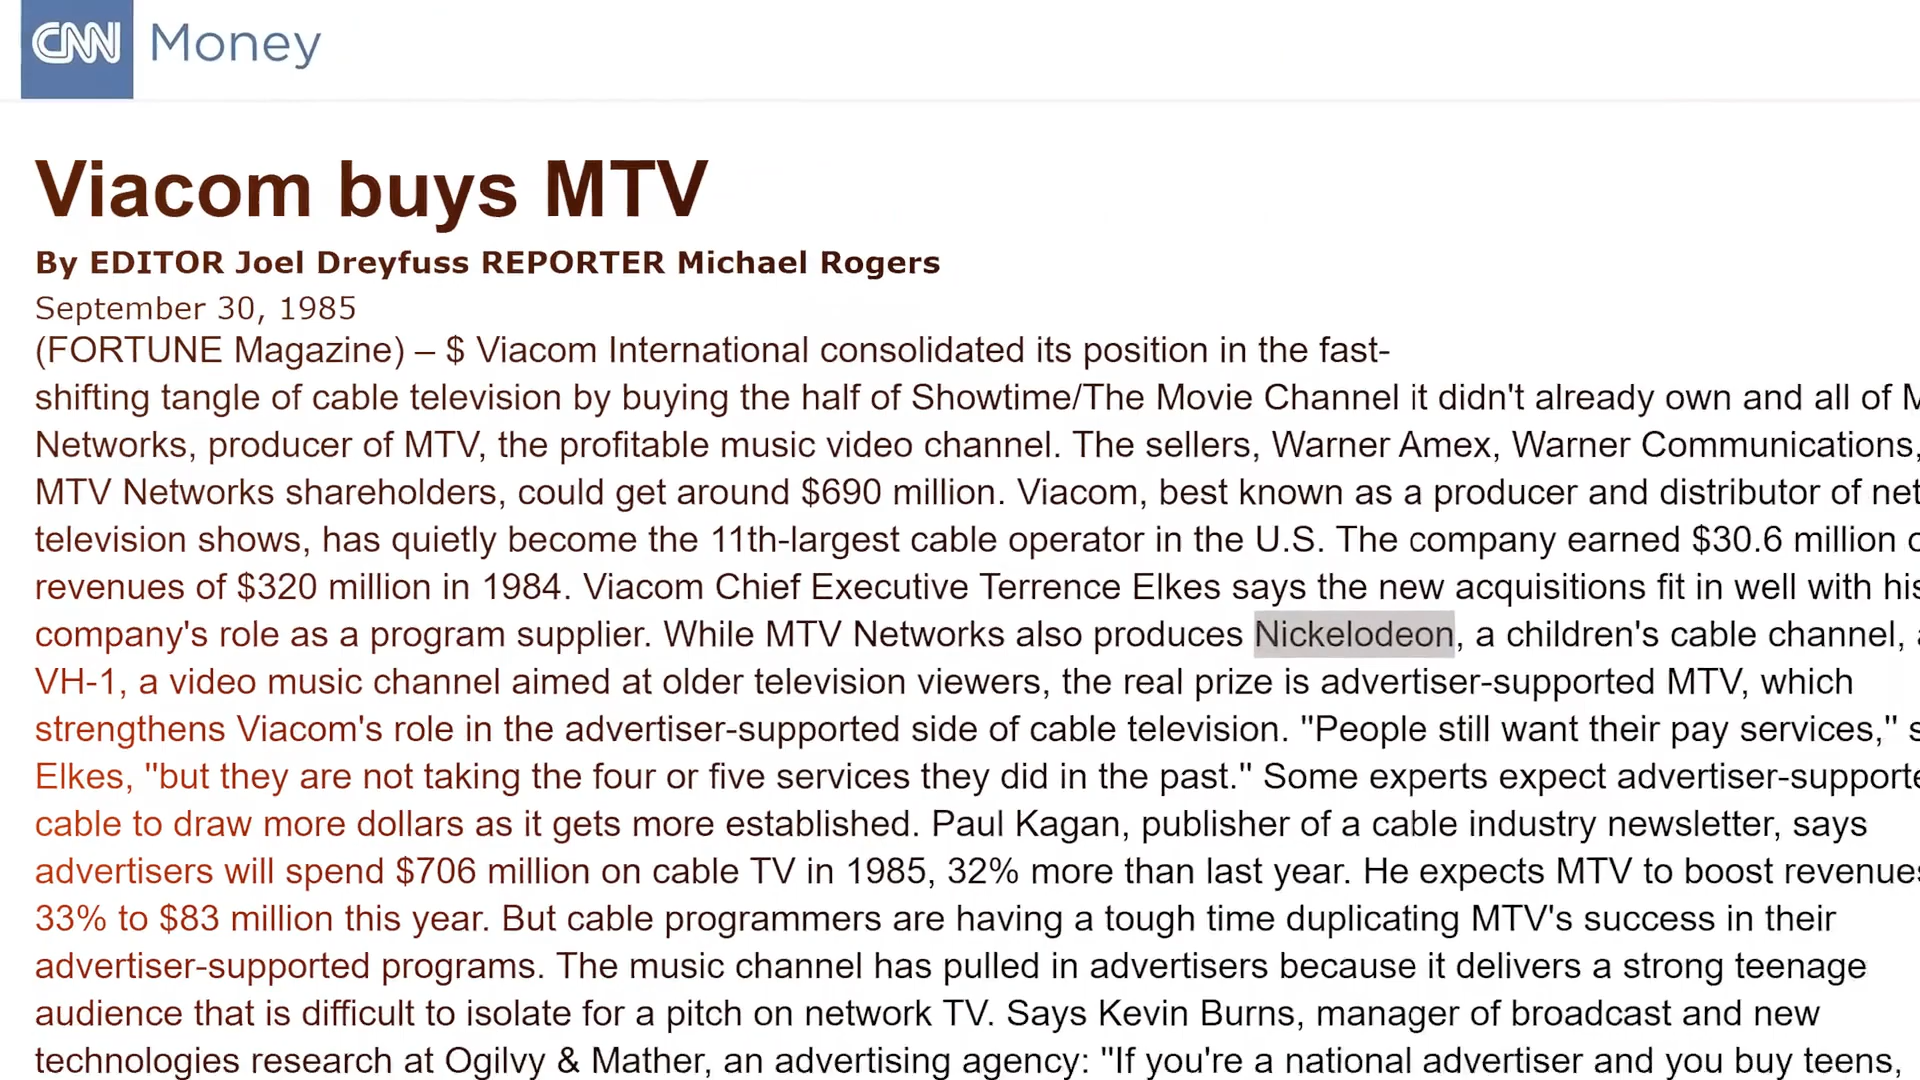 CNN Money
Viacom buys MTV
By EDITOR Joel Dreyfuss REPORTER Michael Rogers
September 30, 1985
(FORTUNE Magazine) – $ Viacom International consolidated its position in the fast-
shifting tangle of cable television by buying the half of Showtime/The Movie Channel it didn't already own and all of M
Networks, producer of MTV, the profitable music video channel. The sellers, Warner Amex, Warner Communications,
MTV Networks shareholders, could get around $690 million. Viacom, best known as a producer and distributor of net
television shows, has quietly become the 11th-largest cable operator in the U.S. The company earned $30.6 million o
revenues of $320 million in 1984. Viacom Chief Executive Terrence Elkes says the new acquisitions fit in well with his
company's role as a program supplier. While MTV Networks also produces Nickelodeon, a children's cable channel, a
VH-1, a video music channel aimed at older television viewers, the real prize is advertiser-supported MTV, which
strengthens Viacom's role in the advertiser-supported side of cable television. ''People still want their pay services,'' s
Elkes, ''but they are not taking the four or five services they did in the past.'' Some experts expect advertiser-supporte
cable to draw more dollars as it gets more established. Paul Kagan, publisher of a cable industry newsletter, says
advertisers will spend $706 million on cable TV in 1985, 32% more than last year. He expects MTV to boost revenues
33% to $83 million this year. But cable programmers are having a tough time duplicating MTV's success in their
advertiser-supported programs. The music channel has pulled in advertisers because it delivers a strong teenage
audience that is difficult to isolate for a pitch on network TV. Says Kevin Burns, manager of broadcast and new
technologies research at Ogilvy & Mather, an advertising agency: ''If you're a national advertiser and you buy teens,